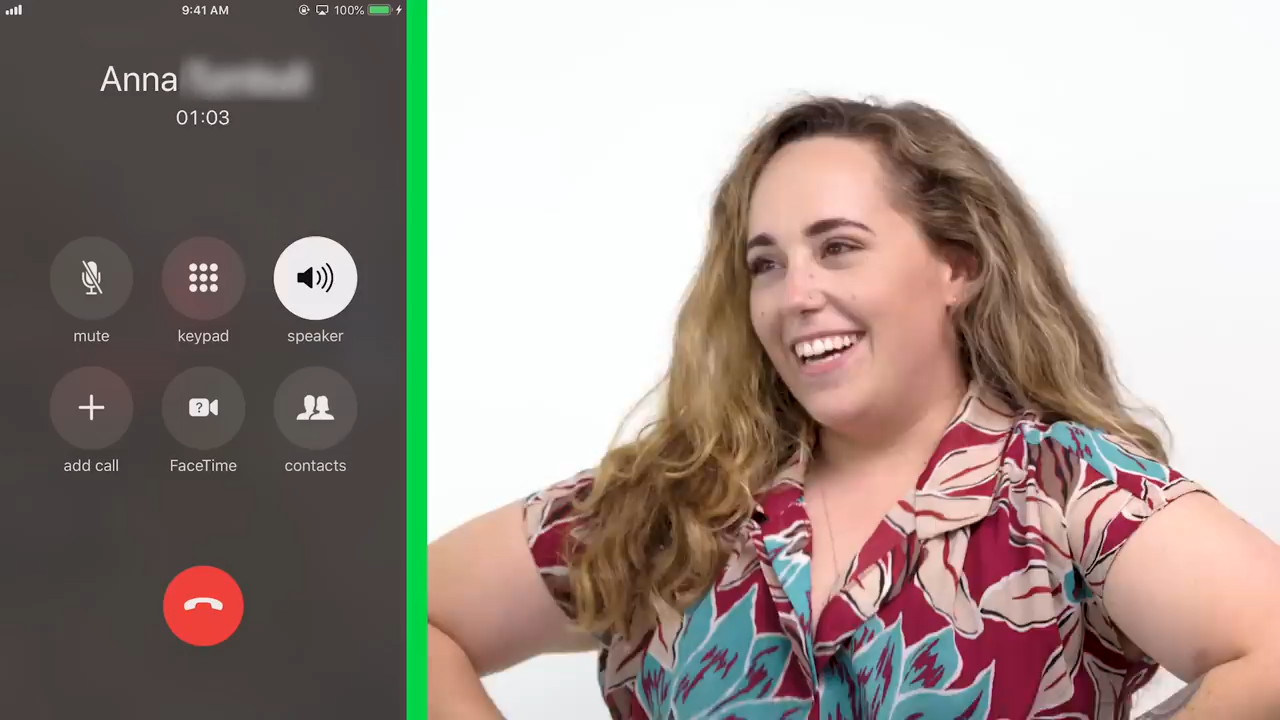 9:41 AM
100%
Anna
01:03
mute
keypad
speaker
?
add call
FaceTime
contacts